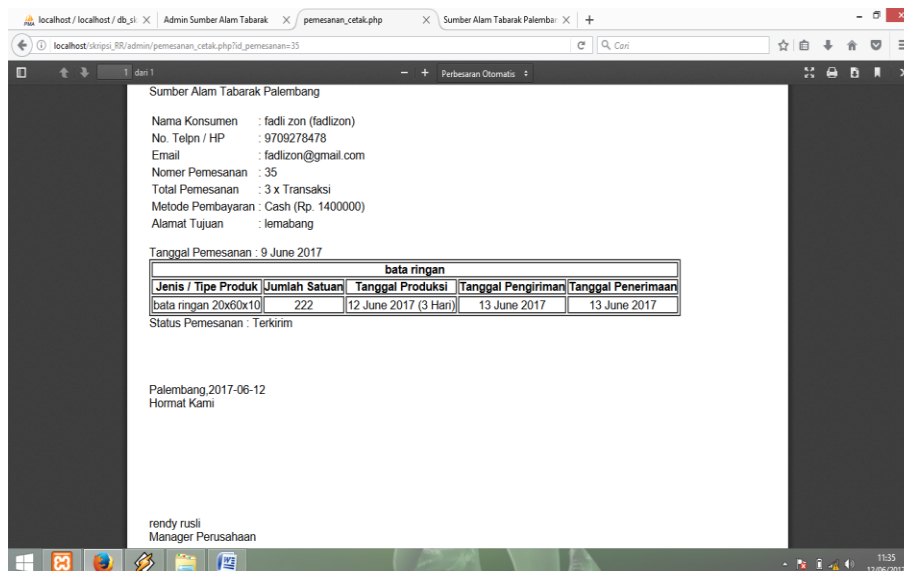 localhost / localhost / db_sk
Admin Sumber Alam Tabarak
pemesanan_cetak.php
Sumber Alam Tabarak Palemba
localhost/skripsi_RR/admin/pemesanan_cetak.php?id_pemesanan=35
Cari
1 dari 1
Perbesaran Otomatis
Sumber Alam Tabarak Palembang
Nama Konsumen : fadli zon (fadlizon)
No. Telpn / HP : 9709278478
Email : fadlizon@gmail.com
Nomer Pemesanan : 35
Total Pemesanan : 3 x Transaksi
Metode Pembayaran : Cash (Rp. 1400000)
Alamat Tujuan : lemabang
Tanggal Pemesanan : 9 June 2017
bata ringan
Jenis / Tipe Produk Jumlah Satuan Tanggal Produksi Tanggal Pengiriman Tanggal Penerimaan
bata ringan 20x60x10 222 12 June 2017 (3 Hari) 13 June 2017 13 June 2017
Status Pemesanan : Terkirim
Palembang,2017-06-12
Hormat Kami
rendy rusli
Manager Perusahaan
11:35
12/06/2017